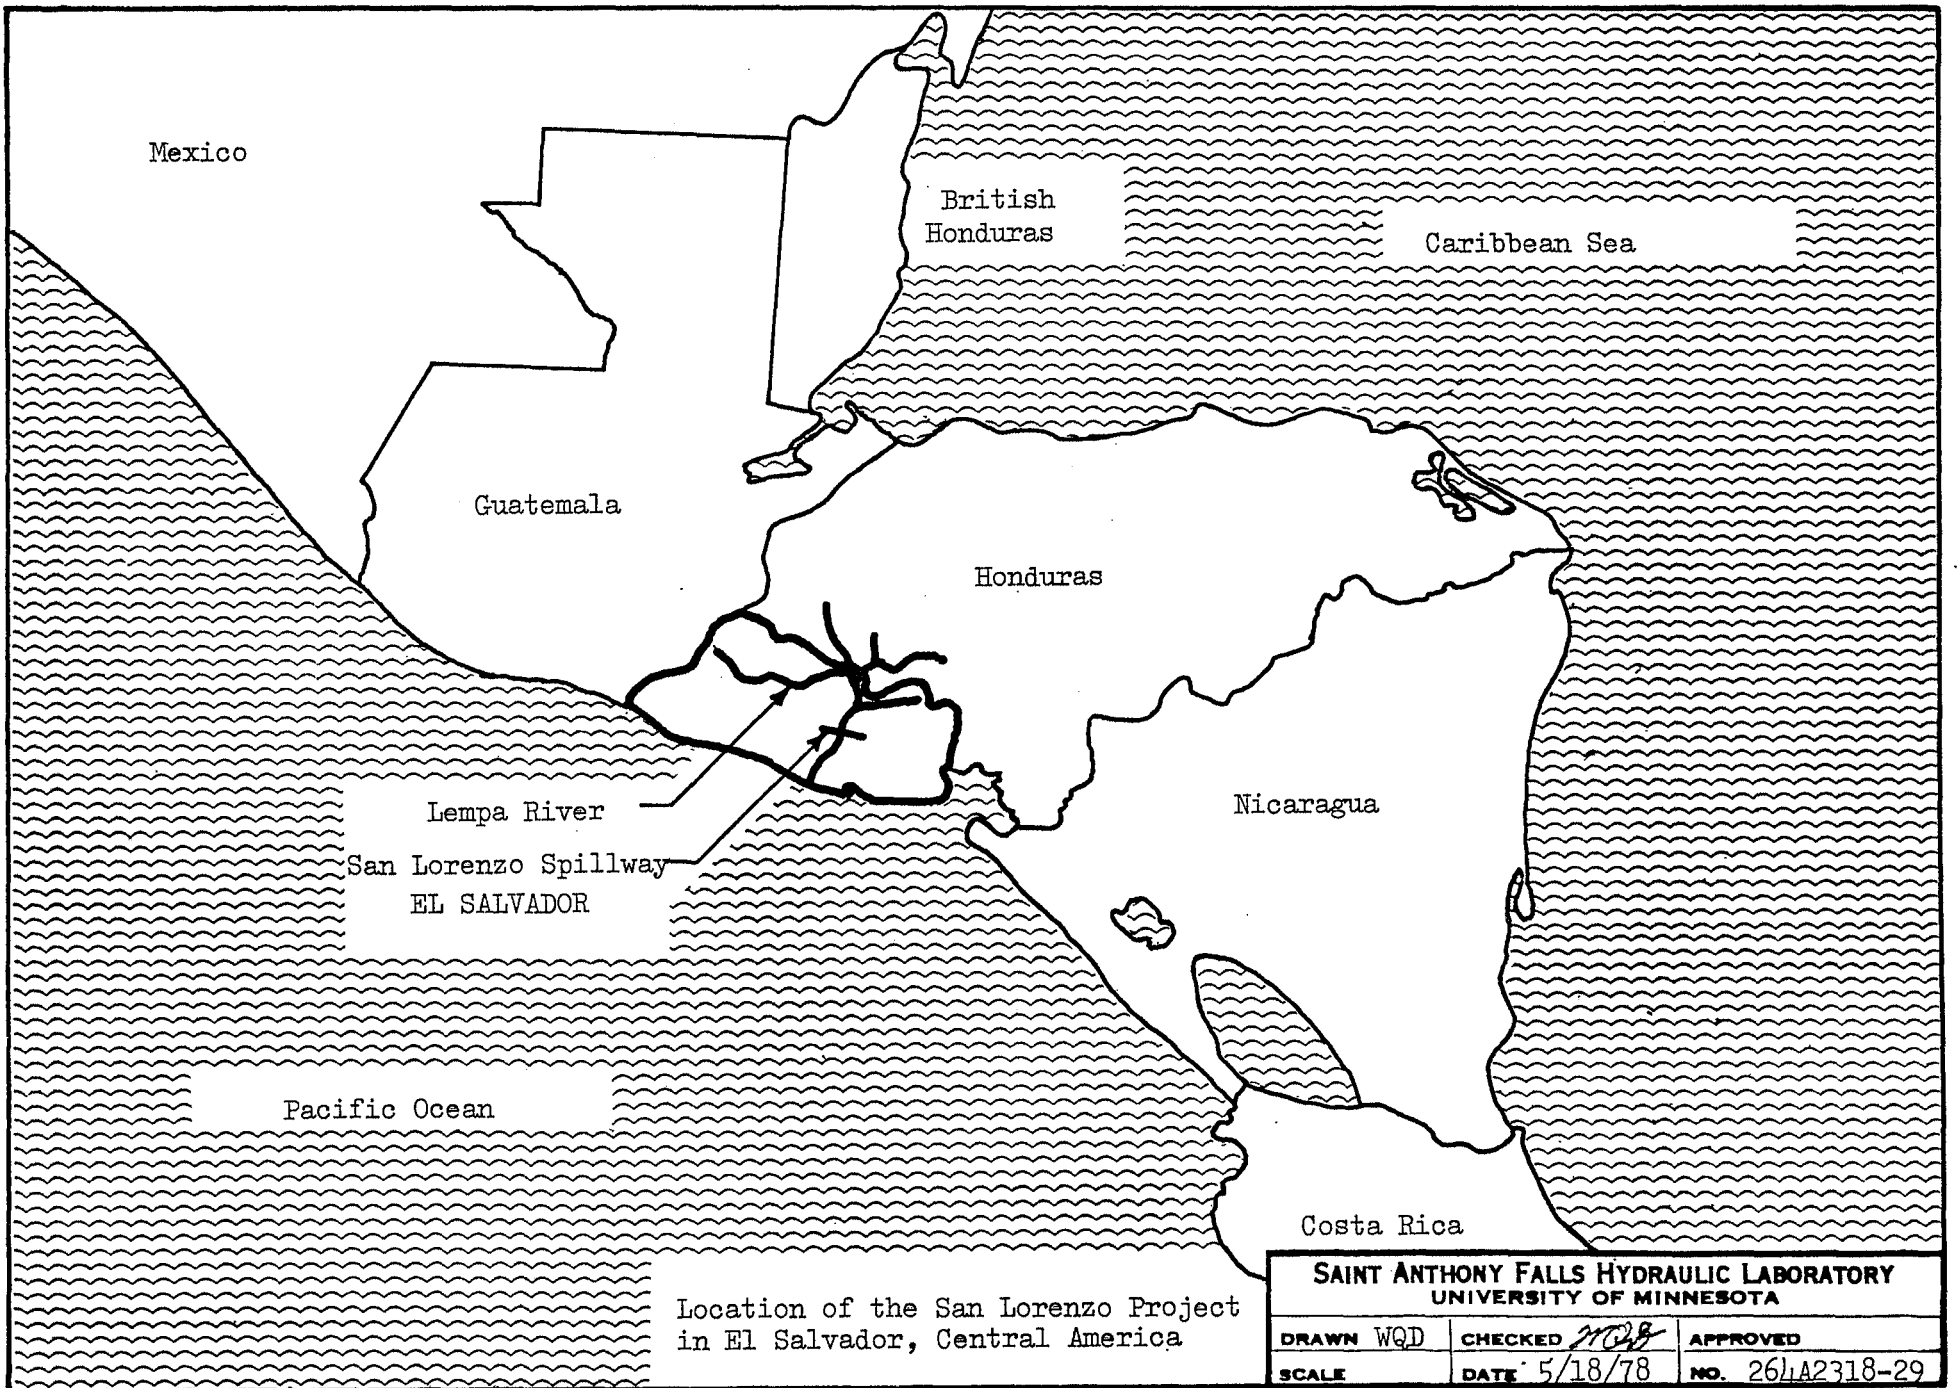 Mexico
British
Honduras
Caribbean Sea
Guatemala
Honduras
Lempa River
San Lorenzo Spillway
EL SALVADOR
Nicaragua
Pacific Ocean
Costa Rica
Location of the San Lorenzo Project
in El Salvador, Central America
SAINT ANTHONY FALLS HYDRAULIC LABORATORY
UNIVERSITY OF MINNESOTA
DRAWN WQD CHECKED APPROVED
SCALE DATE 5/18/78 NO. 264A2318-29